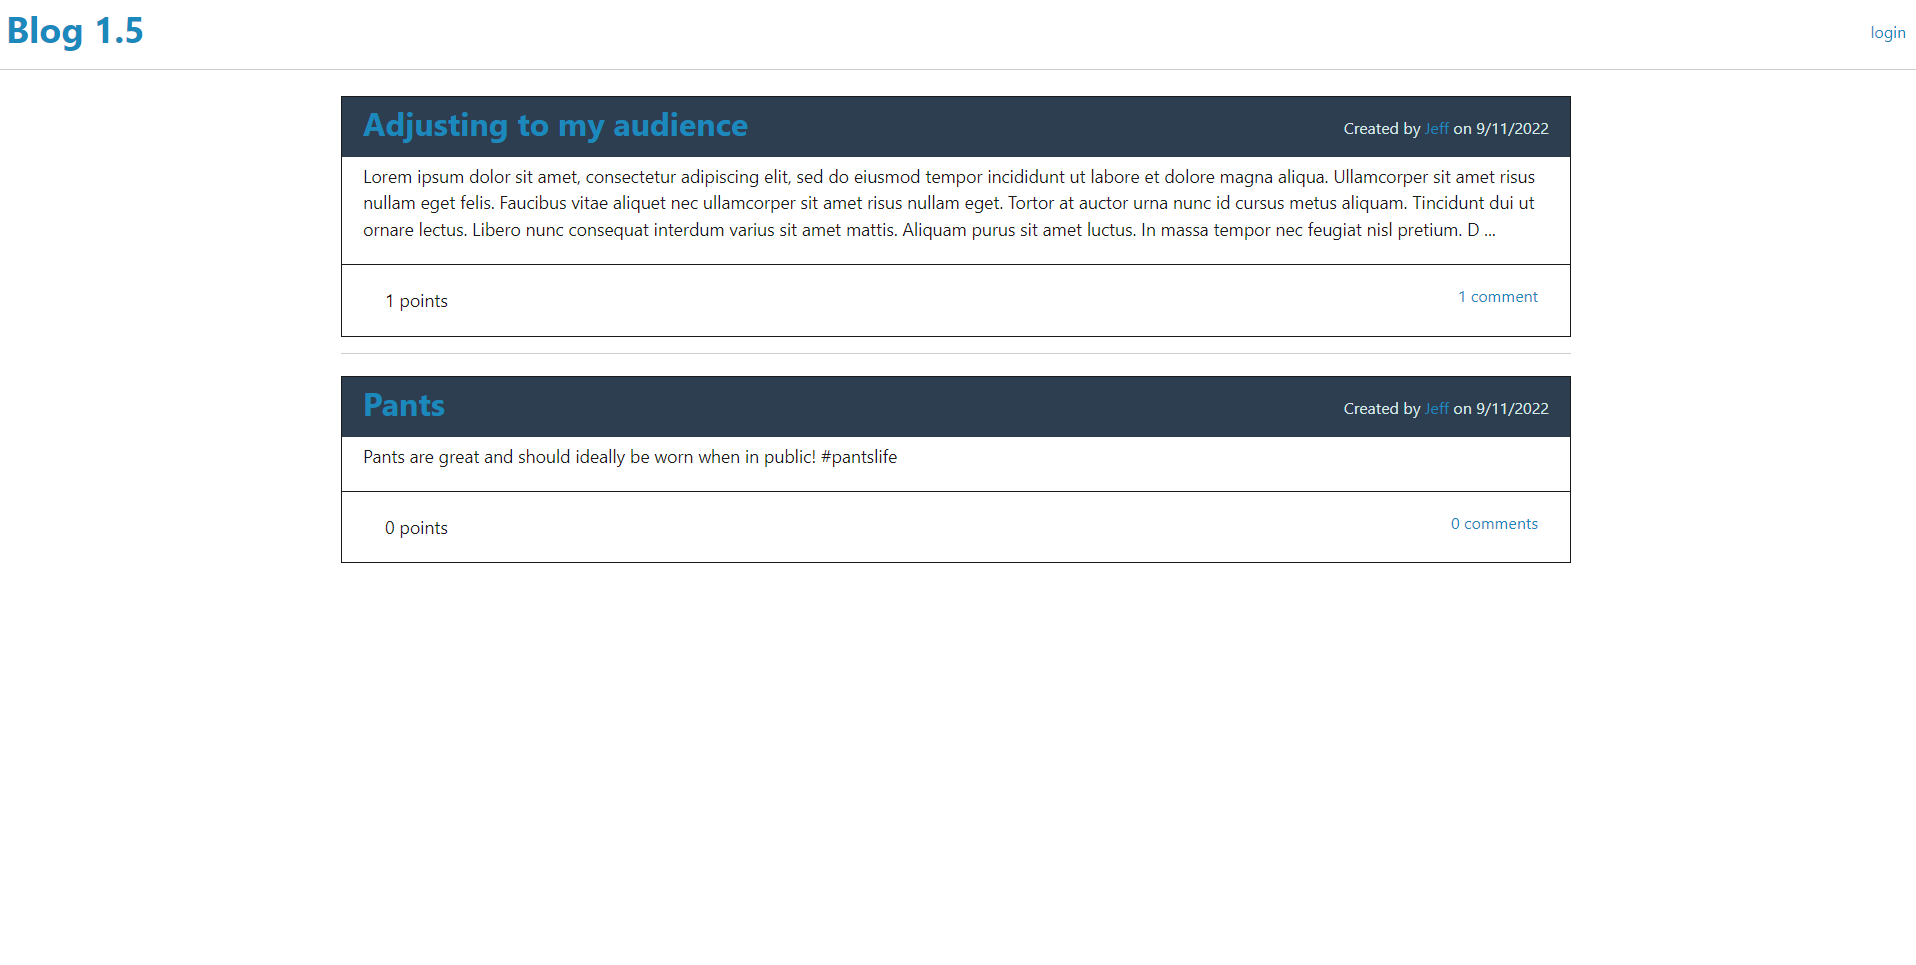 Blog 1.5
login
Adjusting to my audience
Created by Jeff on 9/11/2022
Lorem ipsum dolor sit amet, consectetur adipiscing elit, sed do eiusmod tempor incididunt ut labore et dolore magna aliqua. Ullamcorper sit amet risus
nullam eget felis. Faucibus vitae aliquet nec ullamcorper sit amet risus nullam eget. Tortor at auctor urna nunc id cursus metus aliquam. Tincidunt dui ut
ornare lectus. Libero nunc consequat interdum varius sit amet mattis. Aliquam purus sit amet luctus. In massa tempor nec feugiat nisl pretium. D ...
1 points
1 comment
Pants
Created by Jeff on 9/11/2022
Pants are great and should ideally be worn when in public! #pantslife
0 points
0 comments